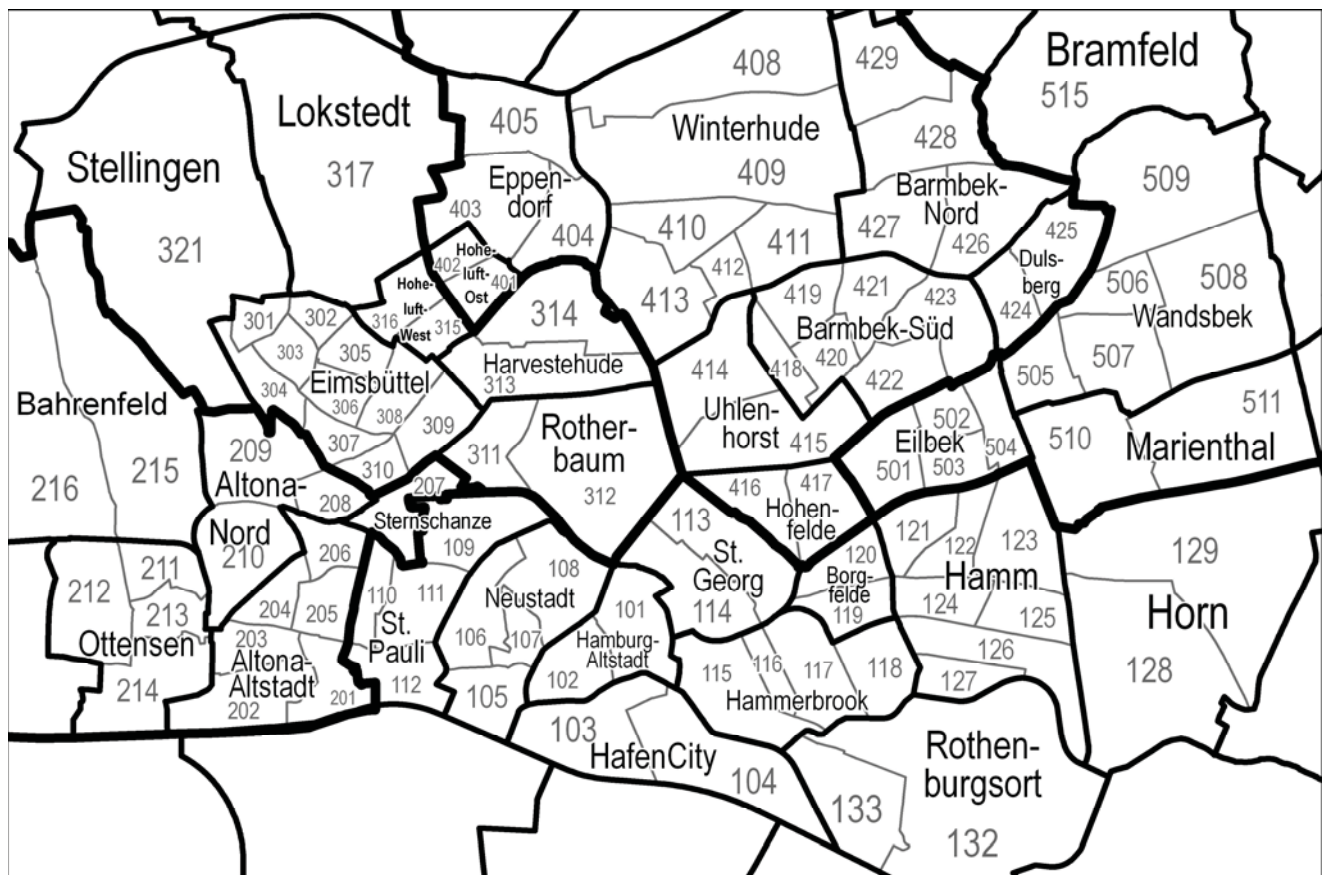 Bramfeld
429
408
515
Lokstedt
405
Winterhude
428
Stellingen
317
409
Eppen-
dorf
Barmbek-
Nord
509
403
404
410
411
427
426
425
321
402
Hohe-
luft-
Ost
401
412
Duls-
berg
506
508
Hohe-
luft-
West
413
419
421
423
424
301
302
316
315
314
Barmbek-Süd
Wandsbek
303
305
Harvestehude
414
418
420
507
304
Eimsbüttel
313
422
505
Bahrenfeld
306
308
309
Uhlen-
horst
415
502
511
209
307
311
Rother-
baum
Eilbek
504
510
Marienthal
216
215
310
501
503
Altona-
Nord
208
207
312
416
417
Hohen-
felde
Sternschanze
113
121
122
123
210
206
109
St.
Georg
120
129
211
108
Borg-
felde
Hamm
212
110
111
Neustadt
101
114
119
124
125
Horn
213
204
205
St.
Pauli
106
107
Hamburg-
Altstadt
126
Ottensen
203
115
116
117
118
128
Altona-
Altstadt
112
102
127
214
201
105
Hammerbrook
202
103
HafenCity
Rothen-
burgsort
104
133
132